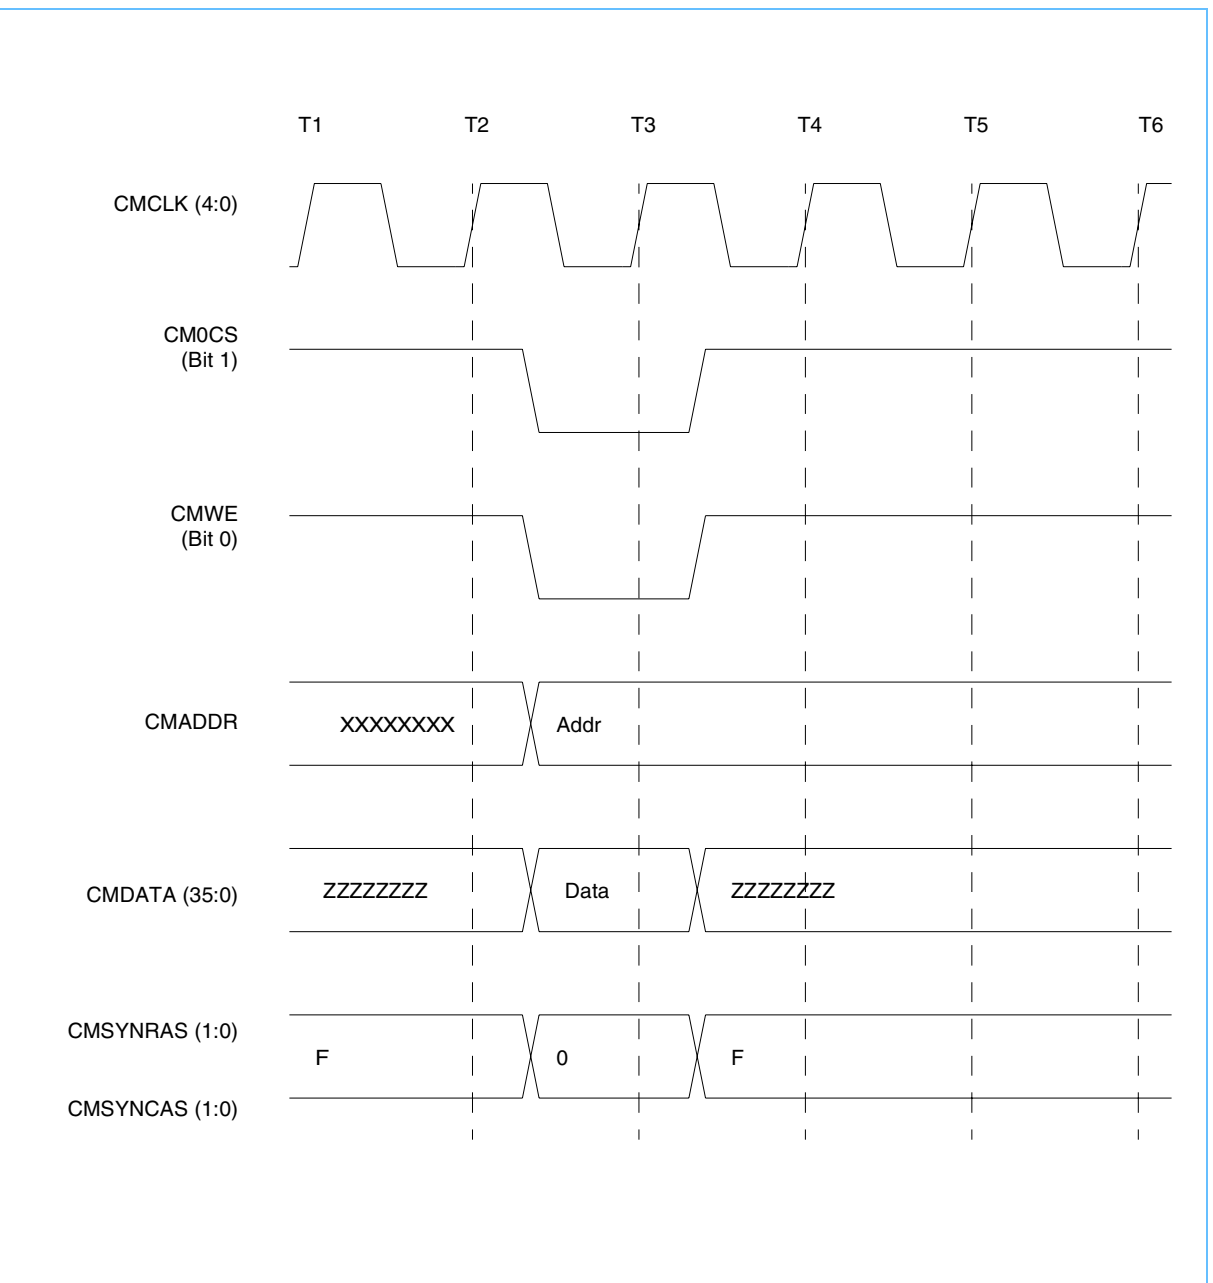 T1 T2 T3 T4 T5 T6
CMCLK (4:0)
CM0CS
(Bit 1)
CMWE
(Bit 0)
CMADDR XXXXXXXX Addr
CMDATA (35:0) ZZZZZZZZ Data ZZZZZZZZ
CMSYNRAS (1:0)
F 0 F
CMSYNCAS (1:0)